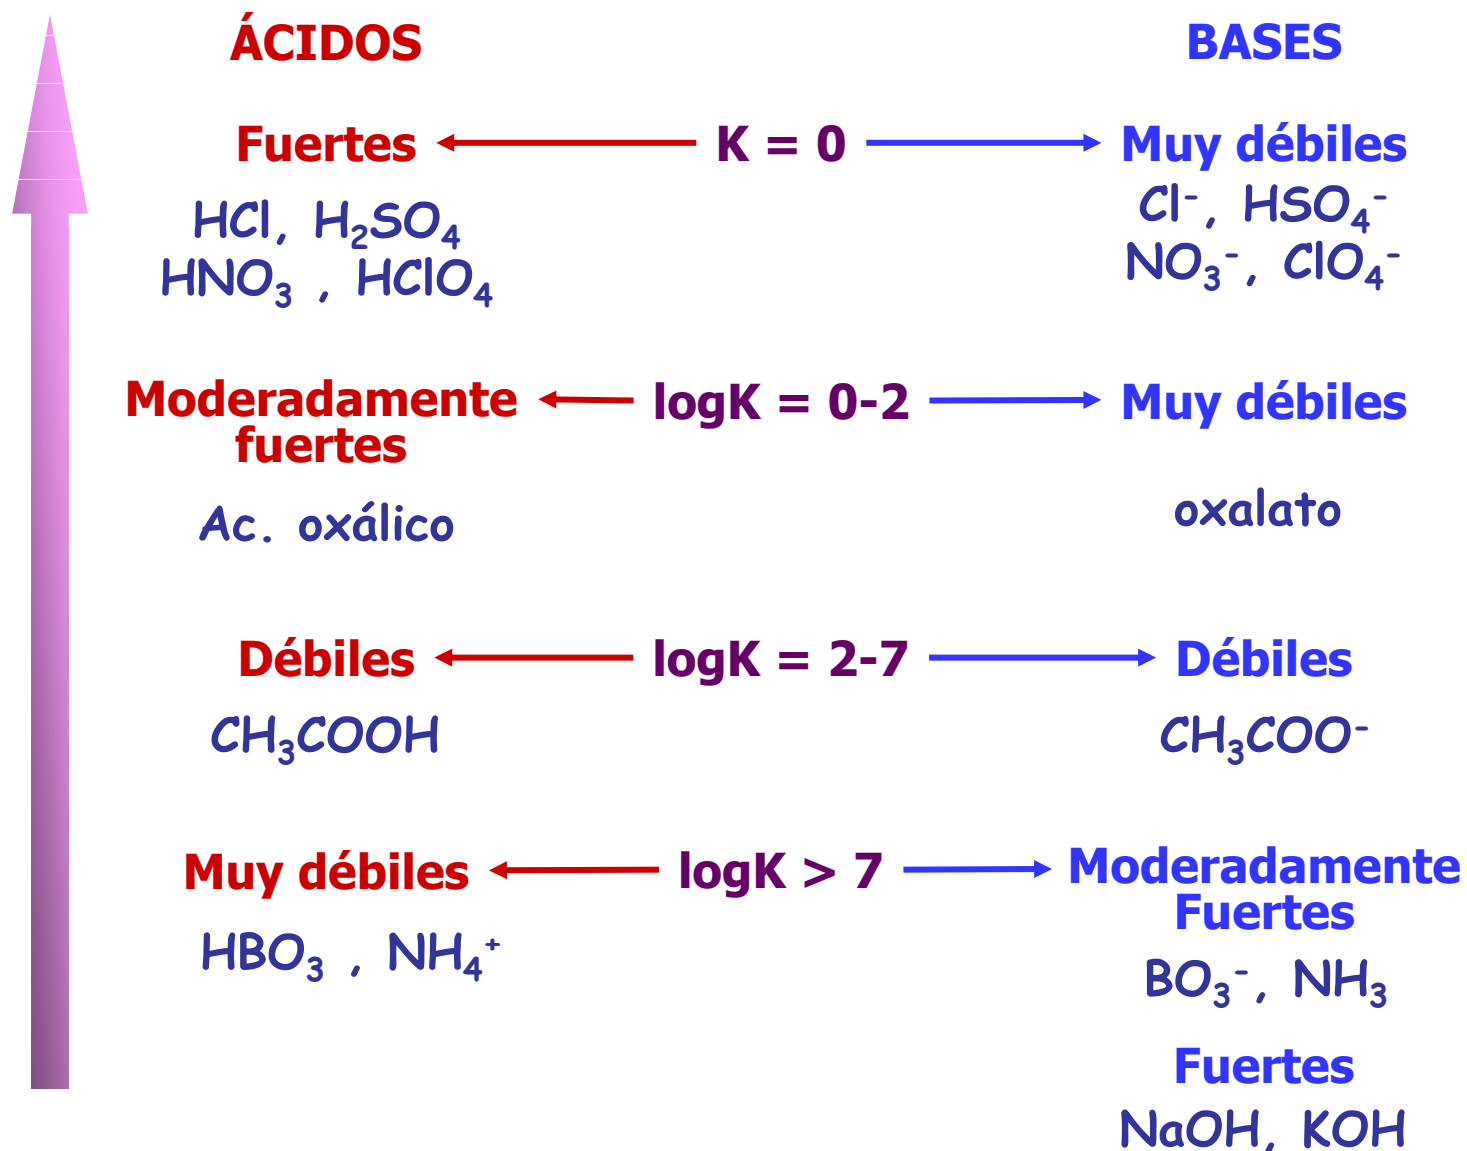 ÁCIDOS BASES
Fuertes K = 0 Muy débiles
HCl, H₂SO₄ Cl⁻, HSO₄⁻
HNO₃ , HClO₄ NO₃⁻, ClO₄⁻
Moderadamente logK = 0-2 Muy débiles
fuertes
Ac. oxálico oxalato
Débiles logK = 2-7 Débiles
CH₃COOH CH₃COO⁻
Muy débiles logK > 7 Moderadamente
Fuertes
HBO₃ , NH₄⁺ BO₃⁻, NH₃
Fuertes
NaOH, KOH